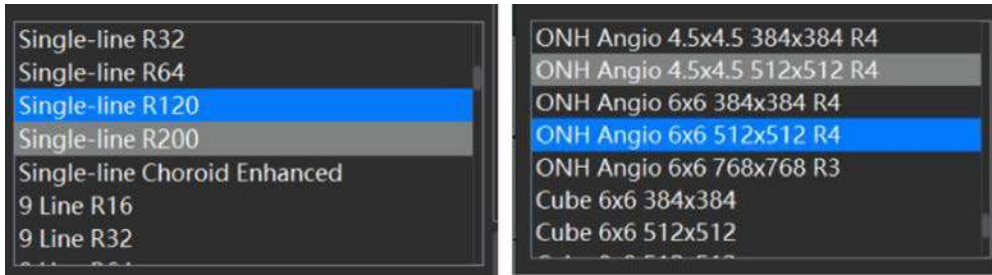 Single-line R32
Single-line R64
Single-line R120
Single-line R200
Single-line Choroid Enhanced
9 Line R16
9 Line R32
ONH Angio 4.5x4.5 384x384 R4
ONH Angio 4.5x4.5 512x512 R4
ONH Angio 6x6 384x384 R4
ONH Angio 6x6 512x512 R4
ONH Angio 6x6 768x768 R3
Cube 6x6 384x384
Cube 6x6 512x512